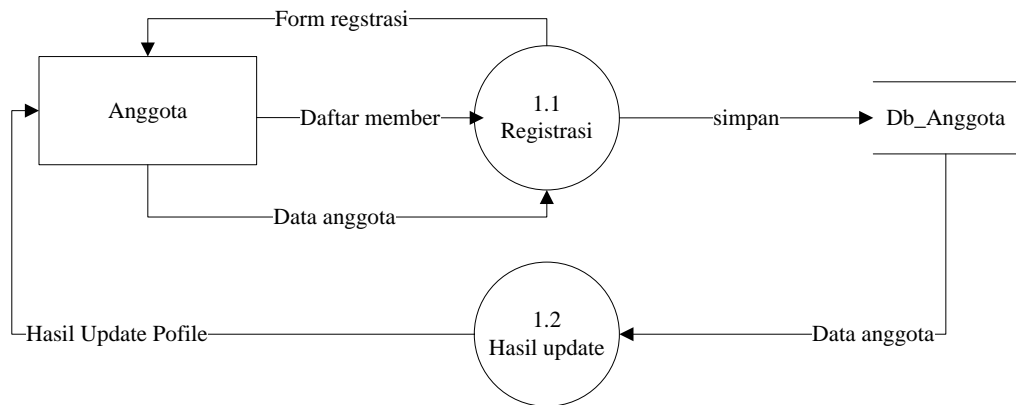 Form regstrasi
Anggota
Daftar member
1.1
Registrasi
simpan
Db_Anggota
Data anggota
Hasil Update Pofile
1.2
Hasil update
Data anggota